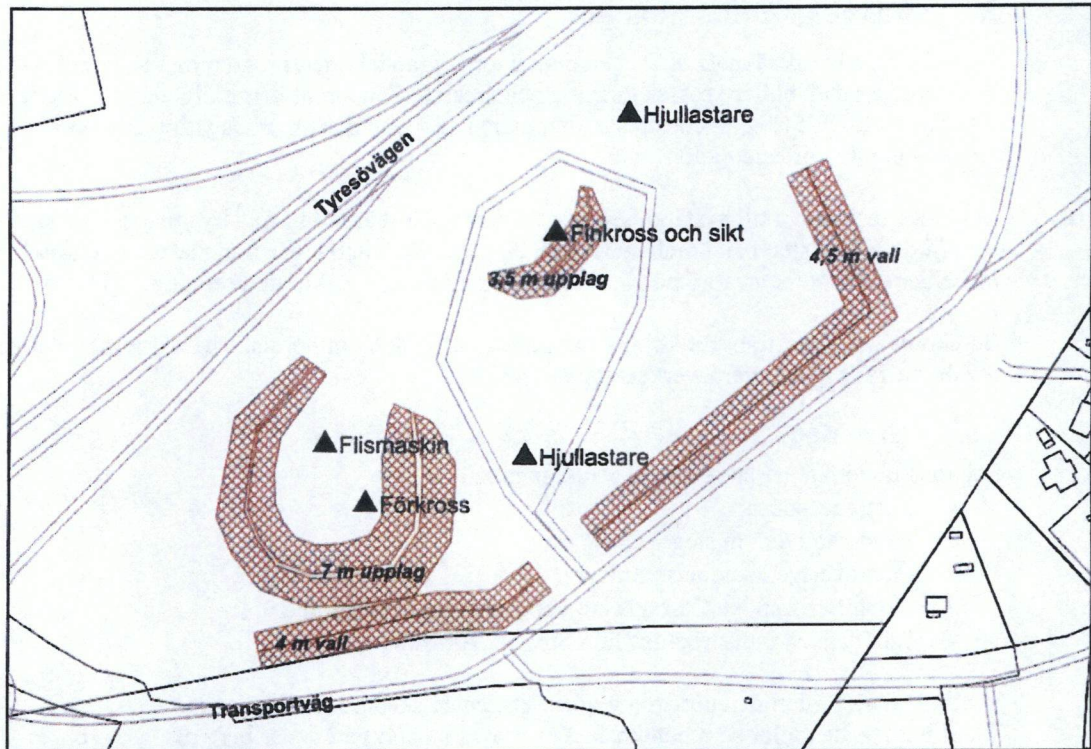 Hjullastare
Tyresövägen
Finkross och sikt
4,5 m vall
3,5 m upplag
Flismaskin
Hjullastare
Förkross
7 m upplag
4 m vall
Transportväg